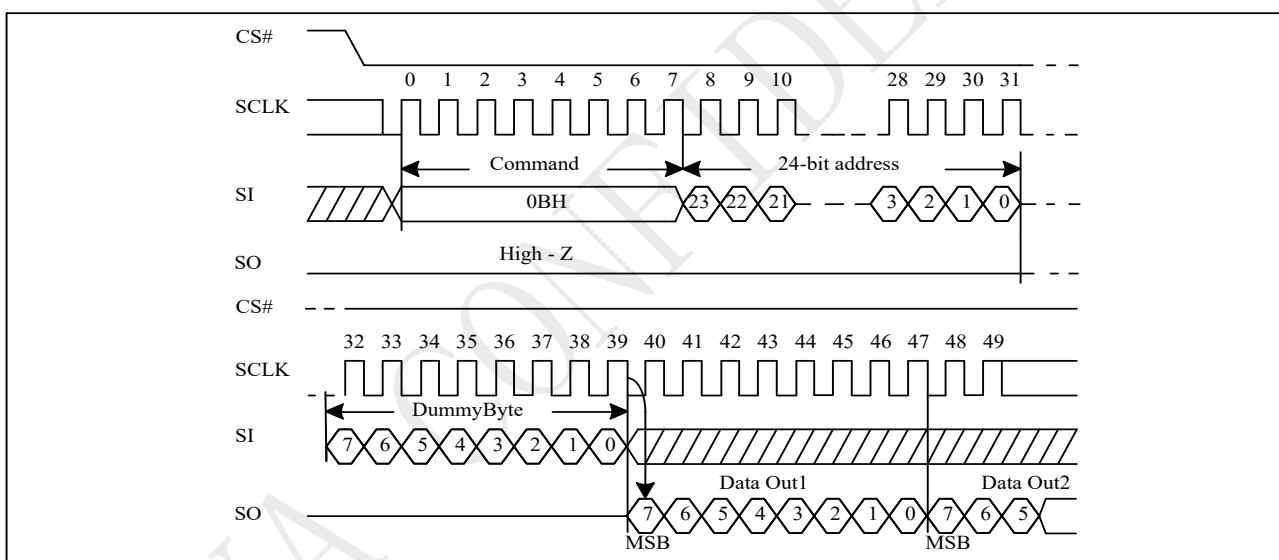 CS#
0 1 2 3 4 5 6 7 8 9 10 28 29 30 31
SCLK
Command 24-bit address
SI 0BH 23 22 21 3 2 1 0
High - Z
SO
CS#
32 33 34 35 36 37 38 39 40 41 42 43 44 45 46 47 48 49
SCLK
DummyByte
SI 7 6 5 4 3 2 1 0
Data Out1 Data Out2
SO 7 6 5 4 3 2 1 0 7 6 5
MSB MSB